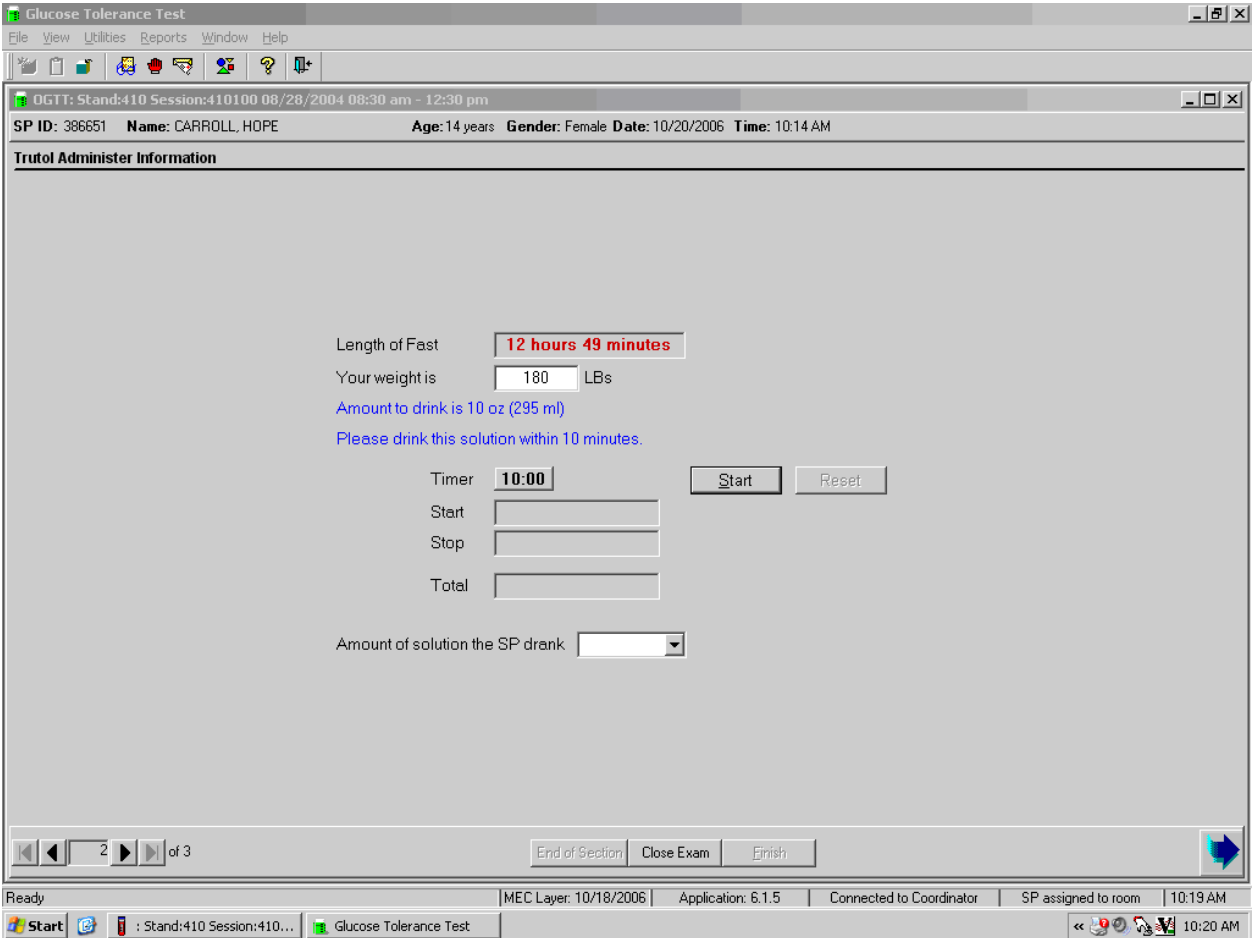 Glucose Tolerance Test
File View Utilities Reports Window Help
OGTT: Stand:410 Session:410100 08/28/2004 08:30 am - 12:30 pm
SP ID: 386651 Name: CARROLL, HOPE Age: 14 years Gender: Female Date: 10/20/2006 Time: 10:14 AM
Trutol Administer Information
Length of Fast 12 hours 49 minutes
Your weight is 180 LBs
Amount to drink is 10 oz (295 ml)
Please drink this solution within 10 minutes.
Timer 10:00 Start Reset
Start
Stop
Total
Amount of solution the SP drank
2 of 3 End of Section Close Exam Finish
Ready MEC Layer: 10/18/2006 Application: 6.1.5 Connected to Coordinator SP assigned to room 10:19 AM
Start : Stand:410 Session:410... Glucose Tolerance Test « 10:20 AM